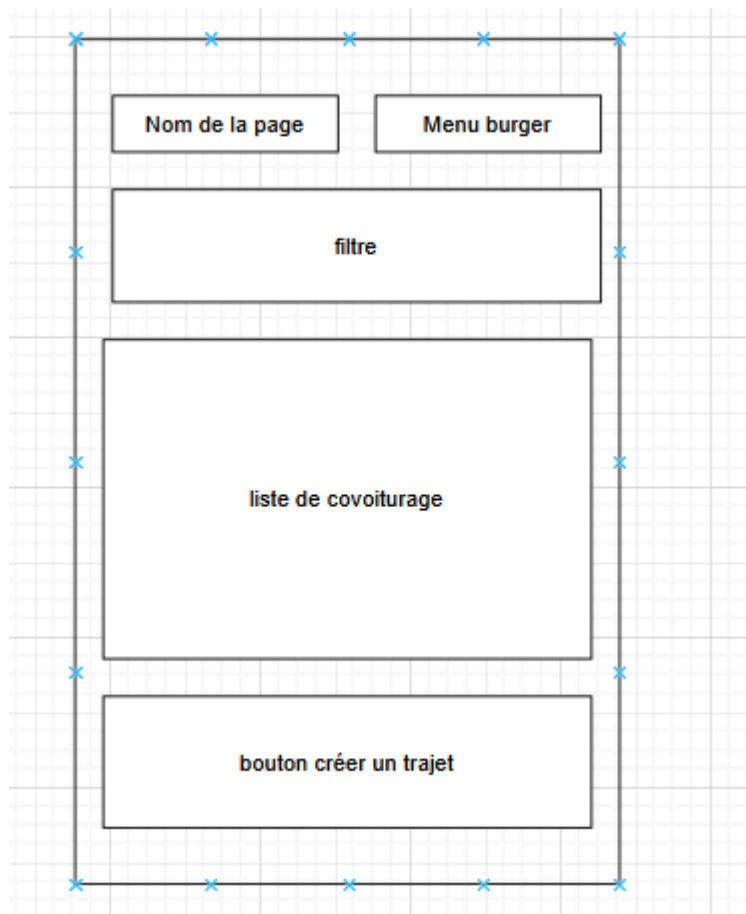 Nom de la page
Menu burger
filtre
liste de covoiturage
bouton créer un trajet